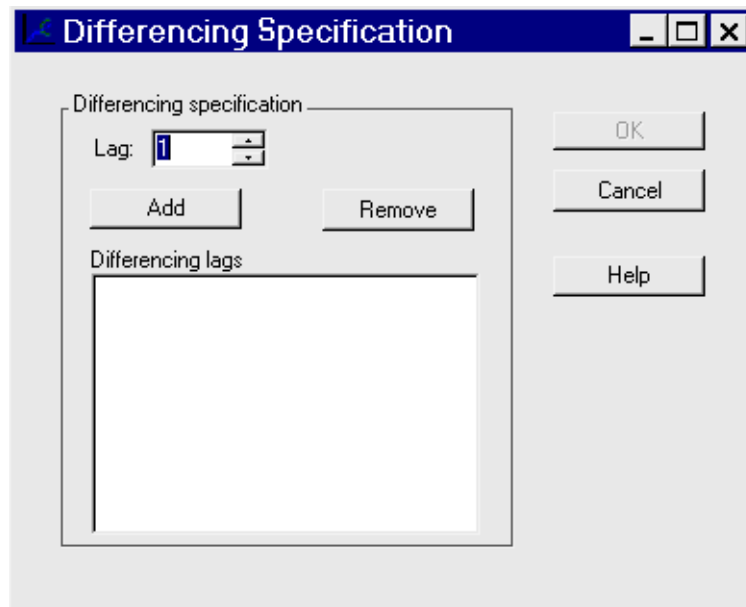 Differencing Specification
Differencing specification
Lag: 1
Add
Remove
Differencing lags
OK
Cancel
Help